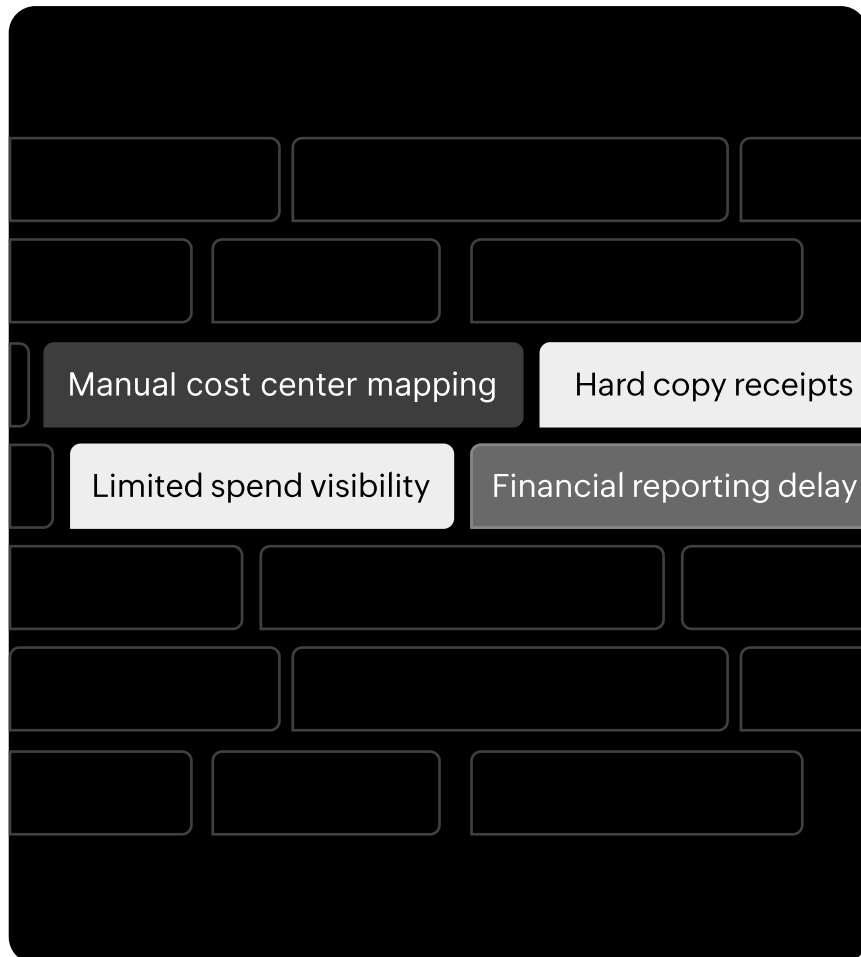 Manual cost center mapping
Hard copy receipts
Limited spend visibility
Financial reporting delay